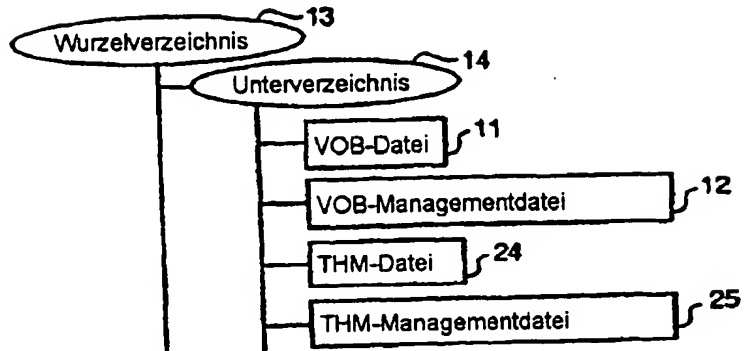 13
Wurzelverzeichnis
14
Unterverzeichnis
11
VOB-Datei
12
VOB-Managementdatei
24
THM-Datei
25
THM-Managementdatei